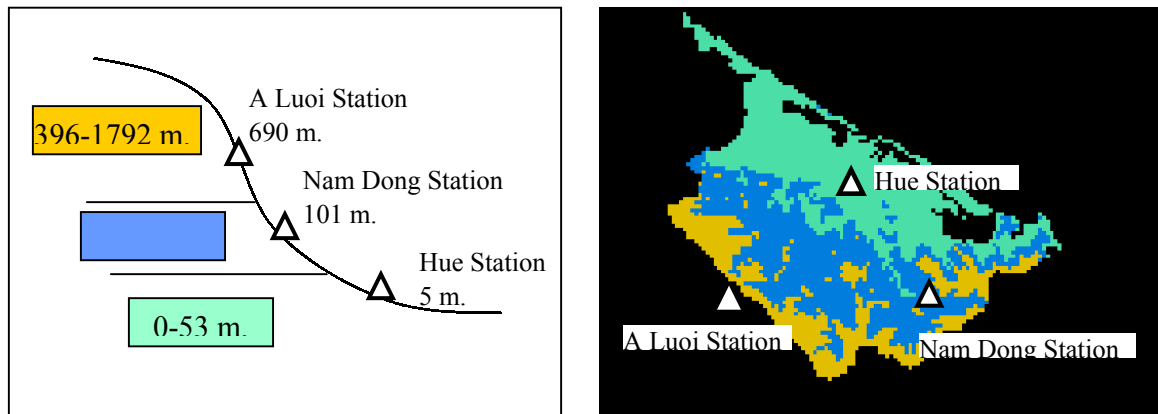 A Luoi Station
690 m.
396-1792 m.
Nam Dong Station
101 m.
Hue Station
5 m.
0-53 m.
Hue Station
A Luoi Station
Nam Dong Station